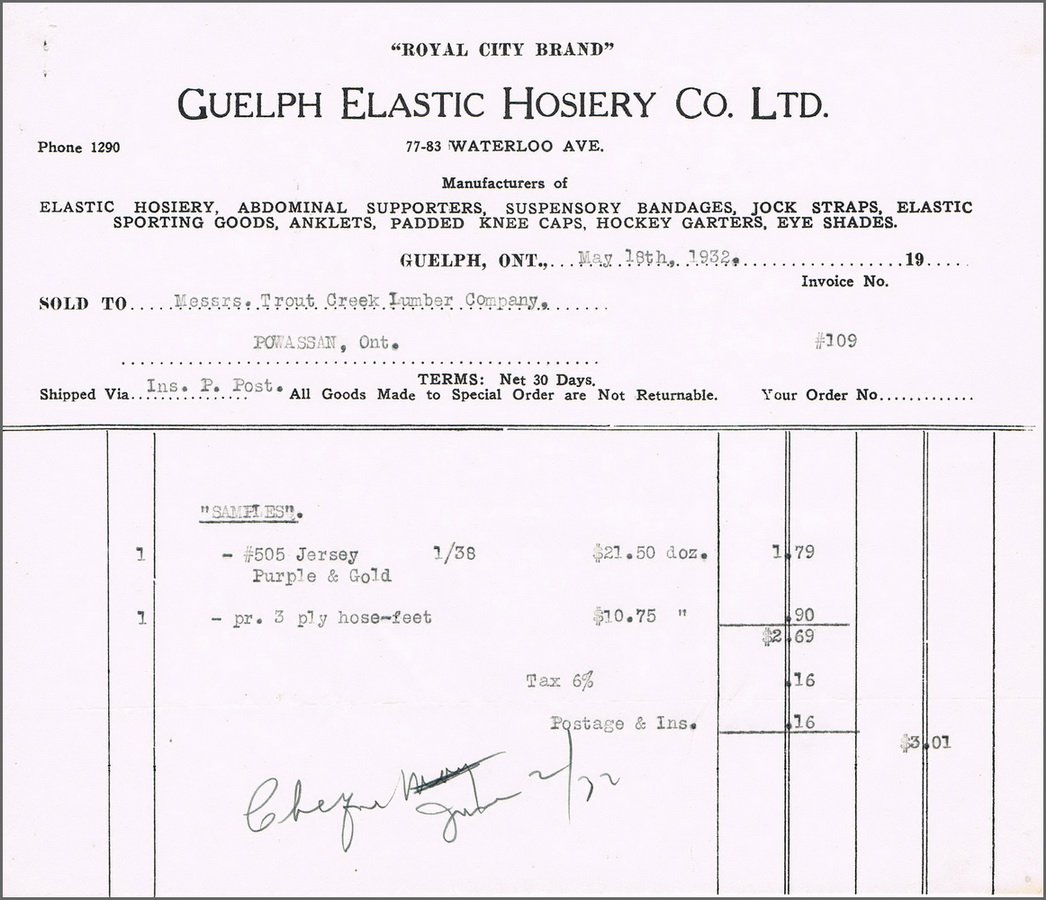 "ROYAL CITY BRAND"
GUELPH ELASTIC HOSIERY CO. LTD.
Phone 1290 77-83 WATERLOO AVE.
Manufacturers of
ELASTIC HOSIERY, ABDOMINAL SUPPORTERS, SUSPENSORY BANDAGES, JOCK STRAPS, ELASTIC
SPORTING GOODS, ANKLETS, PADDED KNEE CAPS, HOCKEY GARTERS, EYE SHADES.
GUELPH, ONT.,...May 18th, 1932.................19.....
Invoice No.
SOLD TO.....Messrs. Trout Creek Lumber Company.......
POWASSAN, Ont. #109
TERMS: Net 30 Days.
Shipped Via Ins. P. Post. All Goods Made to Special Order are Not Returnable. Your Order No.............
"SAMPLES".
1 - #505 Jersey 1/38 $21.50 doz. 1.79
Purple & Gold
1 - pr. 3 ply hose-feet $10.75 " .90
$2.69
Tax 6% .16
Postage & Ins. .16
$3.01
Cheque May June 2/32